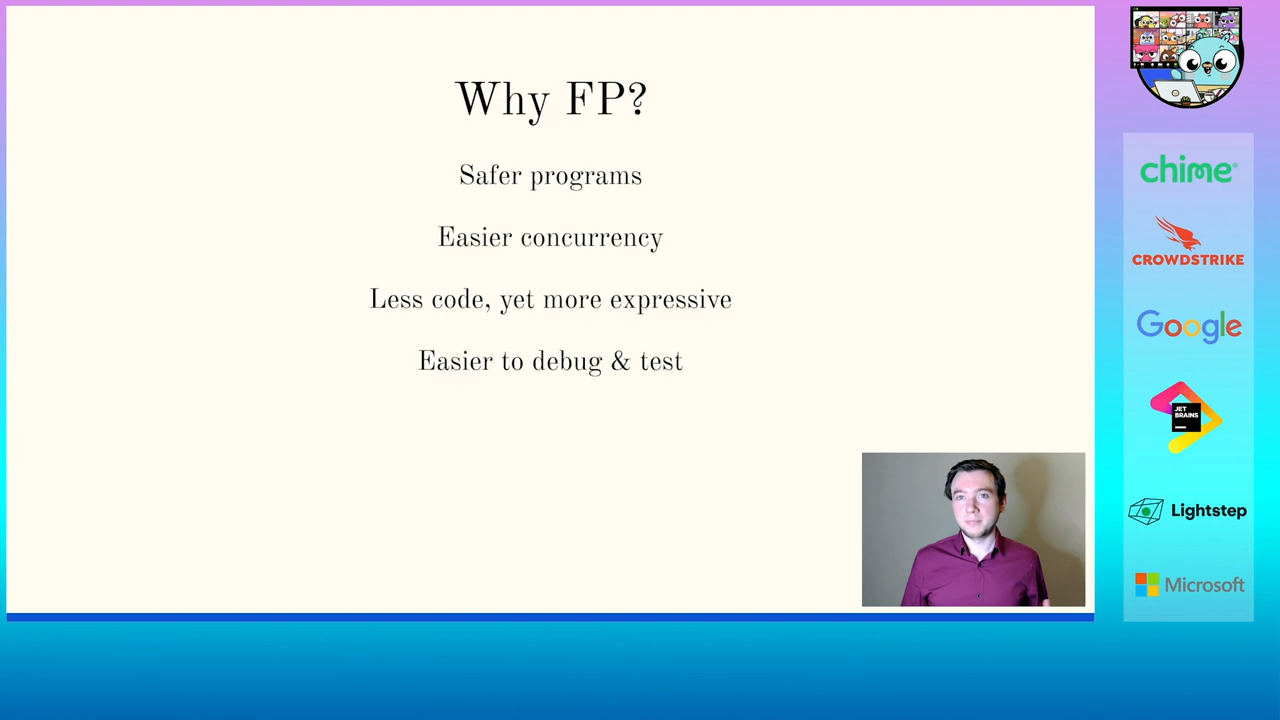 Why FP?
Safer programs
Easier concurrency
Less code, yet more expressive
Easier to debug & test
chime®
CROWDSTRIKE
Google
JET
BRAINS
Lightstep
Microsoft